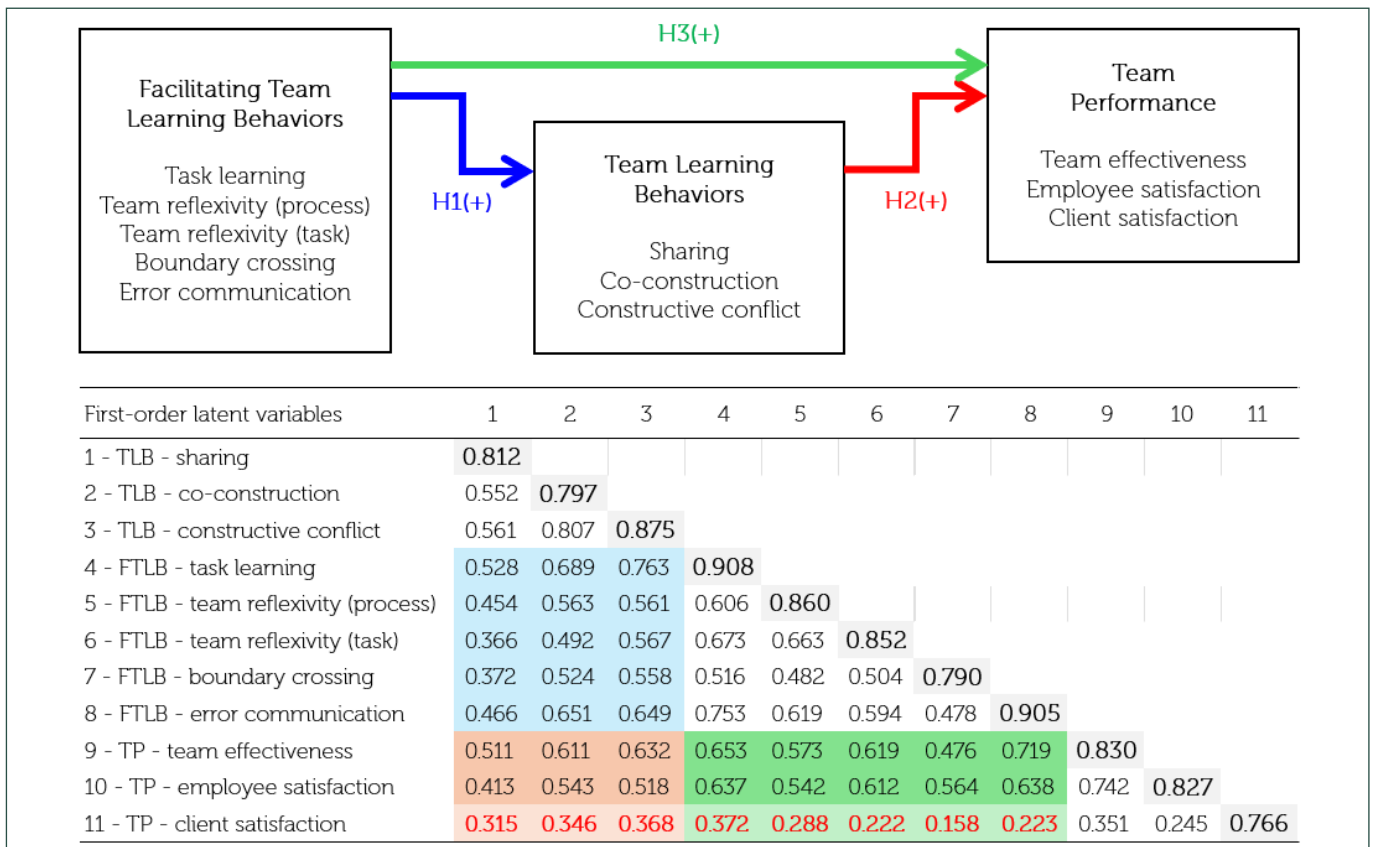 H3(+)
Facilitating Team
Learning Behaviors
Task learning
Team reflexivity (process)
Team reflexivity (task)
Boundary crossing
Error communication
H1(+)
Team Learning
Behaviors
Sharing
Co-construction
Constructive conflict
H2(+)
Team
Performance
Team effectiveness
Employee satisfaction
Client satisfaction
First-order latent variables 1 2 3 4 5 6 7 8 9 10 11
1 - TLB - sharing 0.812
2 - TLB - co-construction 0.552 0.797
3 - TLB - constructive conflict 0.561 0.807 0.875
4 - FTLB - task learning 0.528 0.689 0.763 0.908
5 - FTLB - team reflexivity (process) 0.454 0.563 0.561 0.606 0.860
6 - FTLB - team reflexivity (task) 0.366 0.492 0.567 0.673 0.663 0.852
7 - FTLB - boundary crossing 0.372 0.524 0.558 0.516 0.482 0.504 0.790
8 - FTLB - error communication 0.466 0.651 0.649 0.753 0.619 0.594 0.478 0.905
9 - TP - team effectiveness 0.511 0.611 0.632 0.653 0.573 0.619 0.476 0.719 0.830
10 - TP - employee satisfaction 0.413 0.543 0.518 0.637 0.542 0.612 0.564 0.638 0.742 0.827
11 - TP - client satisfaction 0.315 0.346 0.368 0.372 0.288 0.222 0.158 0.223 0.351 0.245 0.766